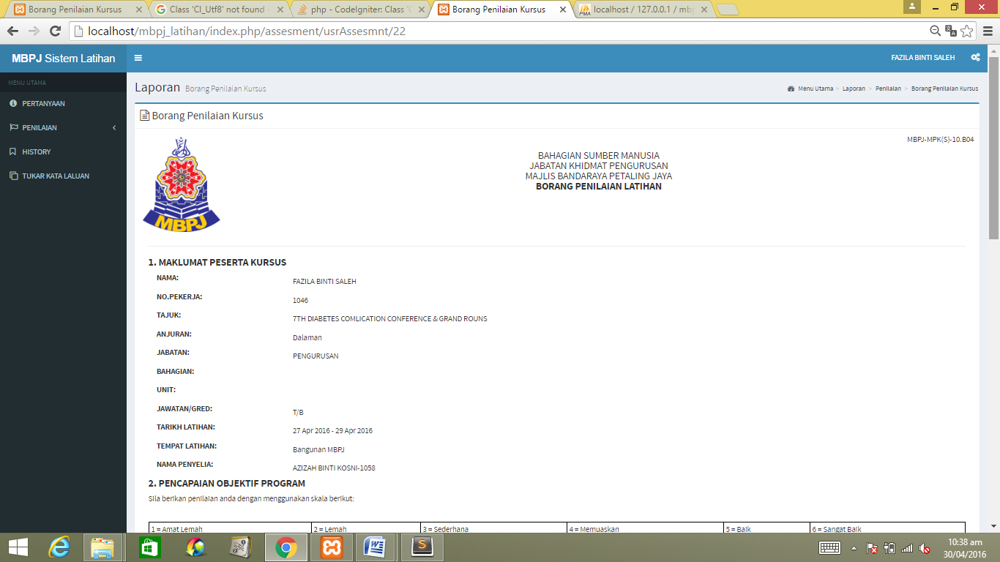 Borang Penilaian Kursus
Class 'CI_Utf8' not found -
php - CodeIgniter: Class 'C
Borang Penilaian Kursus
localhost / 127.0.0.1 / mbp
localhost/mbpj_latihan/index.php/assesment/usrAssesmnt/22
MBPJ Sistem Latihan
FAZILA BINTI SALEH
MENU UTAMA
PERTANYAAN
PENILAIAN
HISTORY
TUKAR KATA LALUAN
Laporan Borang Penilaian Kursus
Menu Utama > Laporan > Penilaian > Borang Penilaian Kursus
Borang Penilaian Kursus
MBPJ-MPK(S)-10.B04
MBPJ
BAHAGIAN SUMBER MANUSIA
JABATAN KHIDMAT PENGURUSAN
MAJLIS BANDARAYA PETALING JAYA
BORANG PENILAIAN LATIHAN
1. MAKLUMAT PESERTA KURSUS
NAMA: FAZILA BINTI SALEH
NO.PEKERJA: 1046
TAJUK: 7TH DIABETES COMLICATION CONFERENCE & GRAND ROUNS
ANJURAN: Dalaman
JABATAN: PENGURUSAN
BAHAGIAN:
UNIT:
JAWATAN/GRED: T/B
TARIKH LATIHAN: 27 Apr 2016 - 29 Apr 2016
TEMPAT LATIHAN: Bangunan MBPJ
NAMA PENYELIA: AZIZAH BINTI KOSNI-1058
2. PENCAPAIAN OBJEKTIF PROGRAM
Sila berikan penilaian anda dengan menggunakan skala berikut:
1 = Amat Lemah 2 = Lemah 3 = Sederhana 4 = Memuaskan 5 = Baik 6 = Sangat Baik
10:38 am
30/04/2016